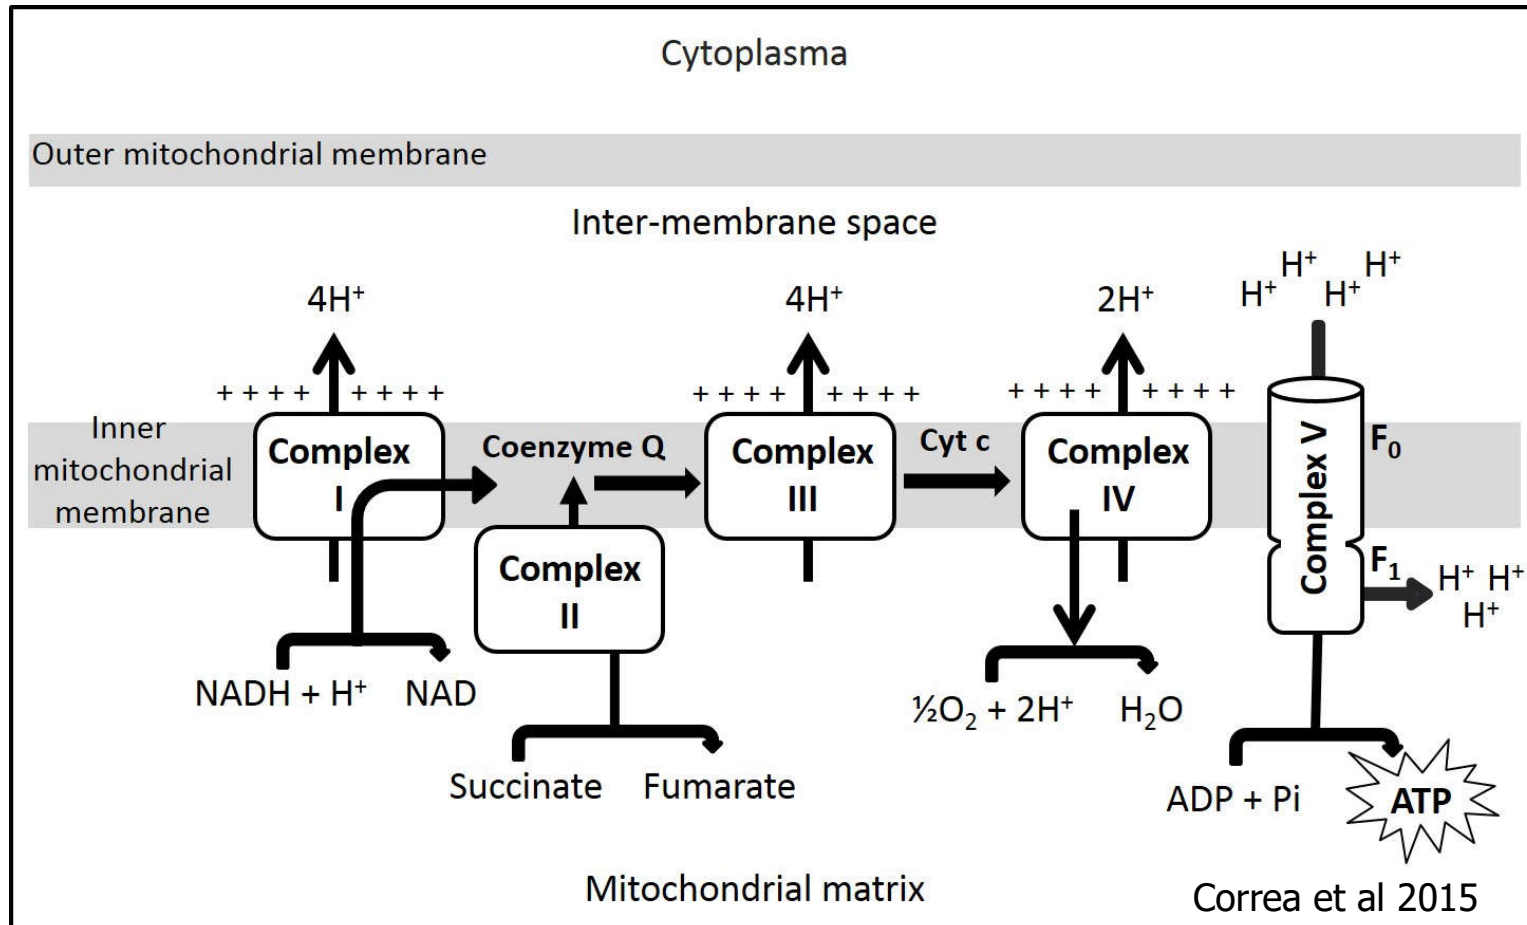 Cytoplasma
Outer mitochondrial membrane
Inter-membrane space
4H⁺
4H⁺
2H⁺
H⁺ H⁺ H⁺ H⁺
+ + + + + + + +
+ + + + + + + +
+ + + + + + + +
Inner
mitochondrial
membrane
Complex
I
Coenzyme Q
Complex
III
Cyt c
Complex
IV
Complex V
F₀
F₁
H⁺ H⁺
H⁺
Complex
II
NADH + H⁺ NAD
½O₂ + 2H⁺ H₂O
Succinate Fumarate
ADP + Pi
ATP
Mitochondrial matrix
Correa et al 2015